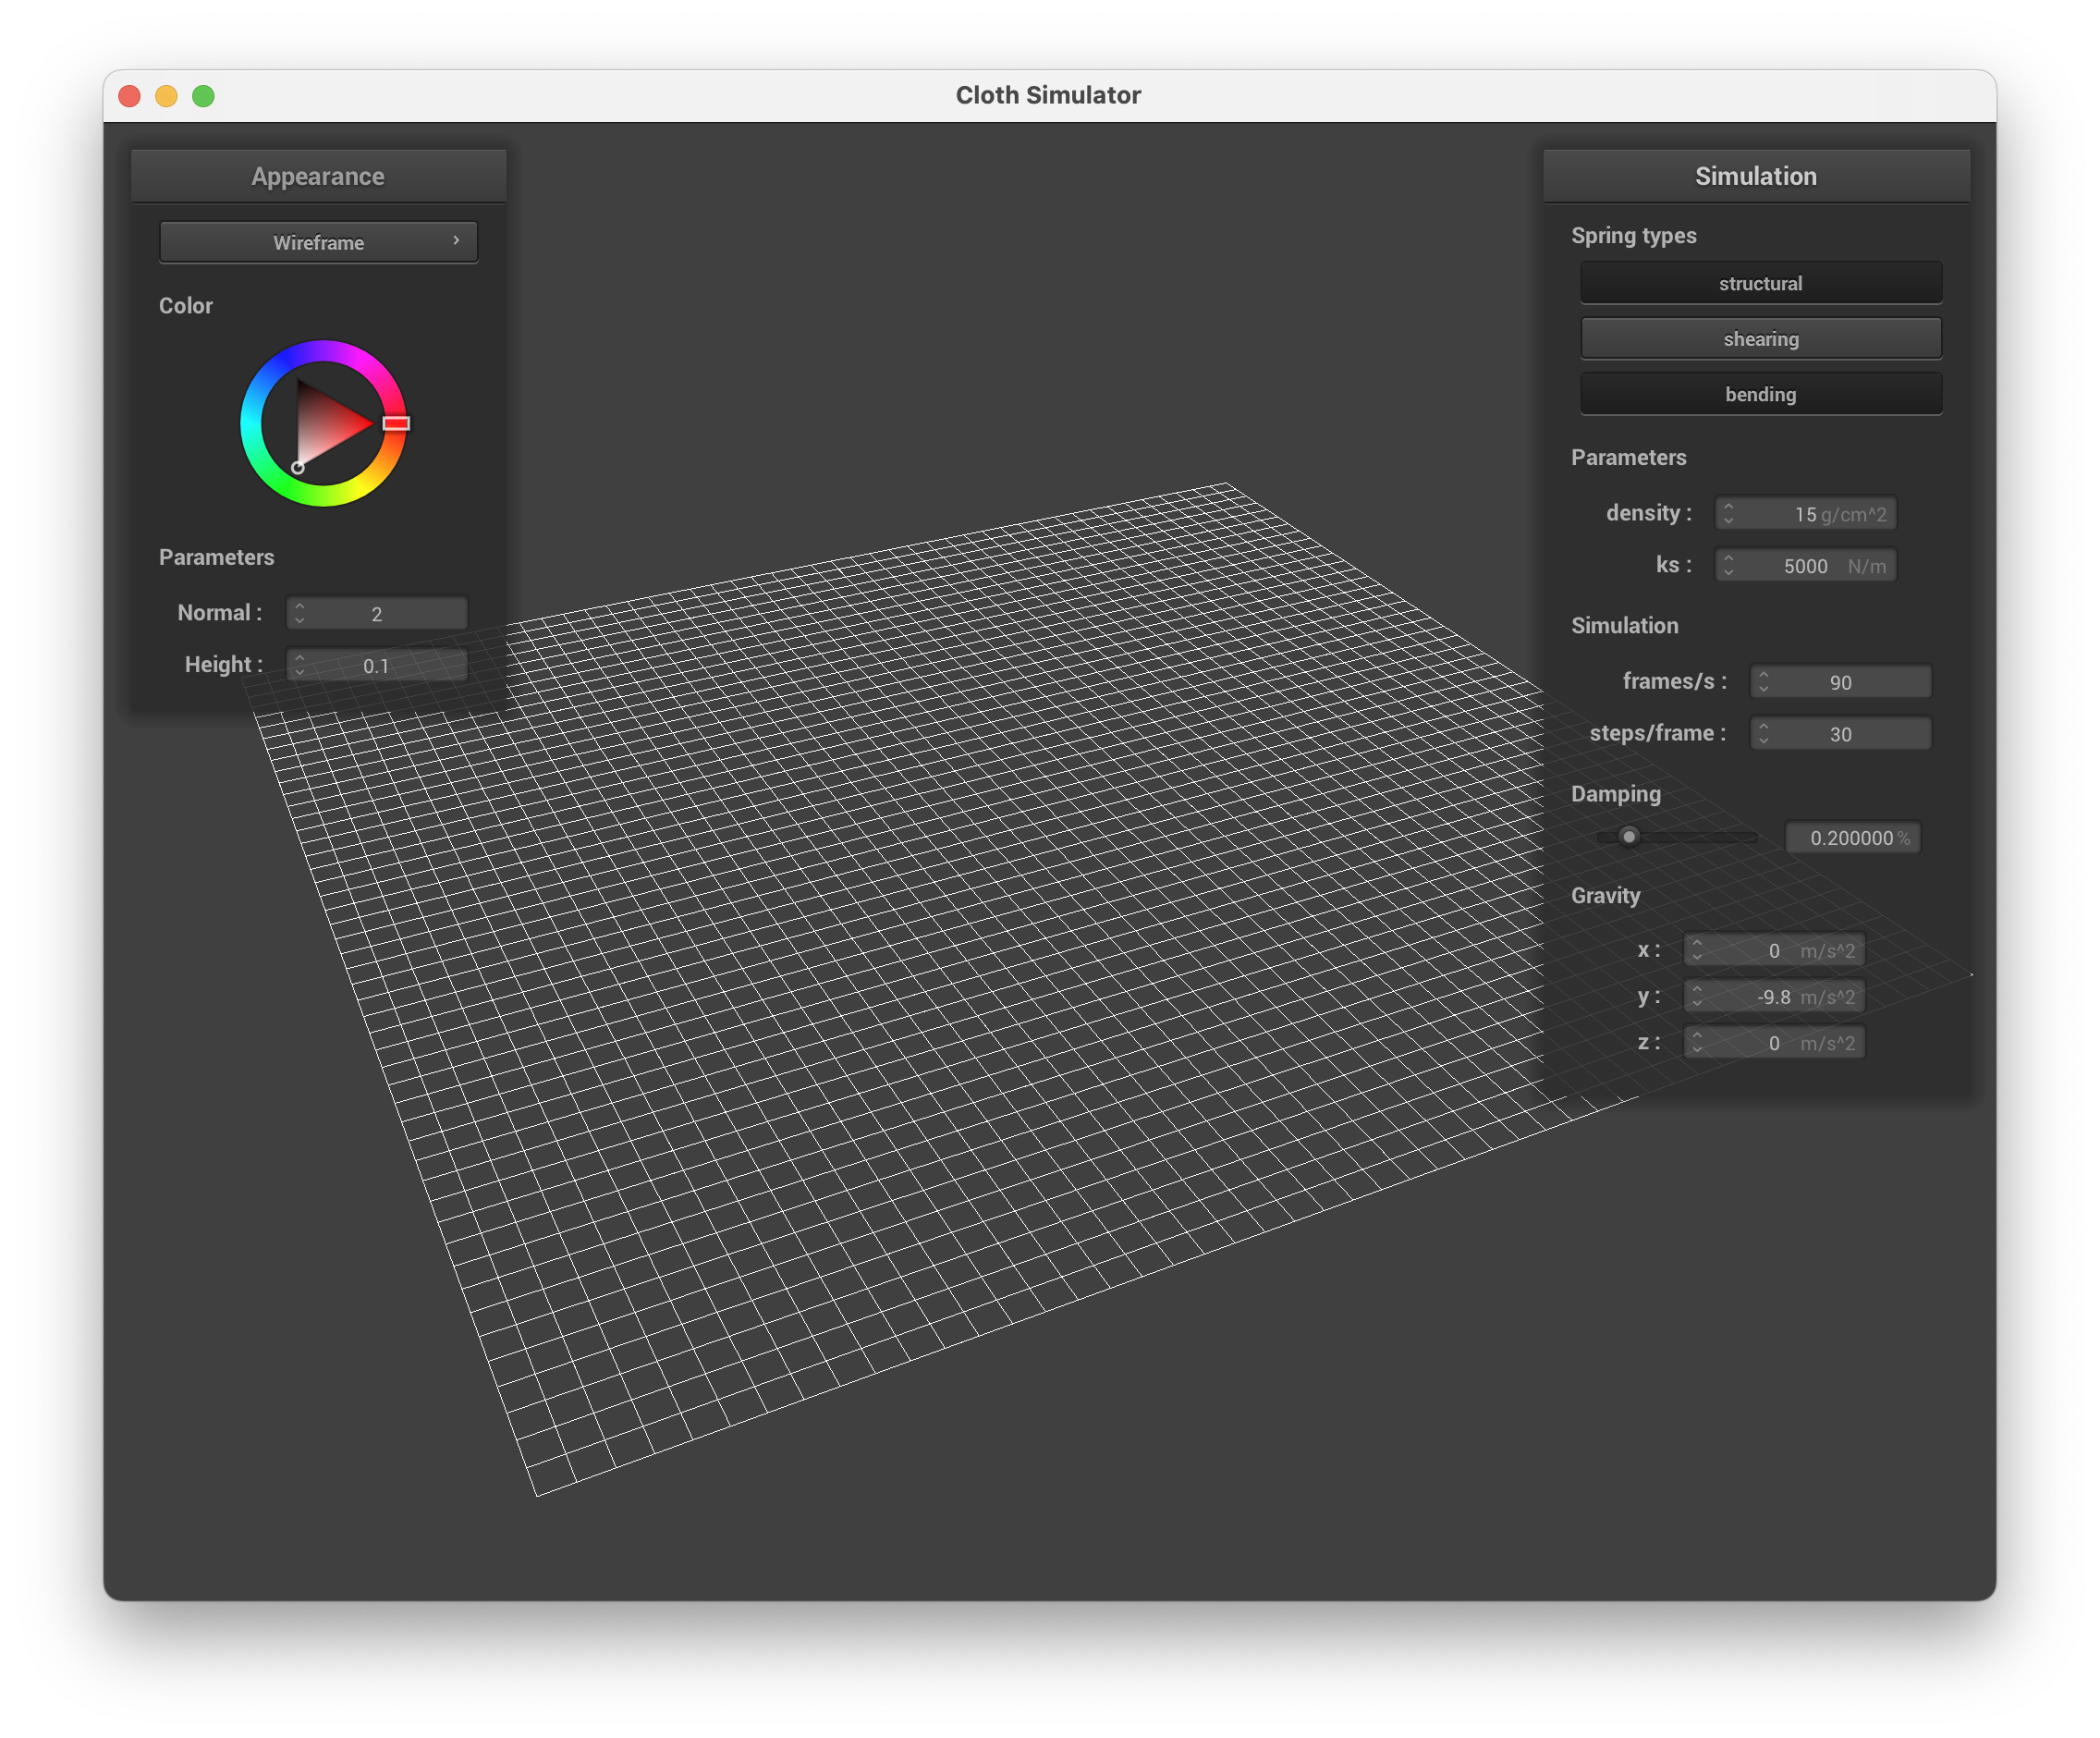 Cloth Simulator
Appearance
Wireframe
Color
Parameters
Normal : 2
Height : 0.1
Simulation
Spring types
structural
shearing
bending
Parameters
density : 15 g/cm^2
ks : 5000 N/m
Simulation
frames/s : 90
steps/frame : 30
Damping
0.200000 %
Gravity
x : 0 m/s^2
y : -9.8 m/s^2
z : 0 m/s^2